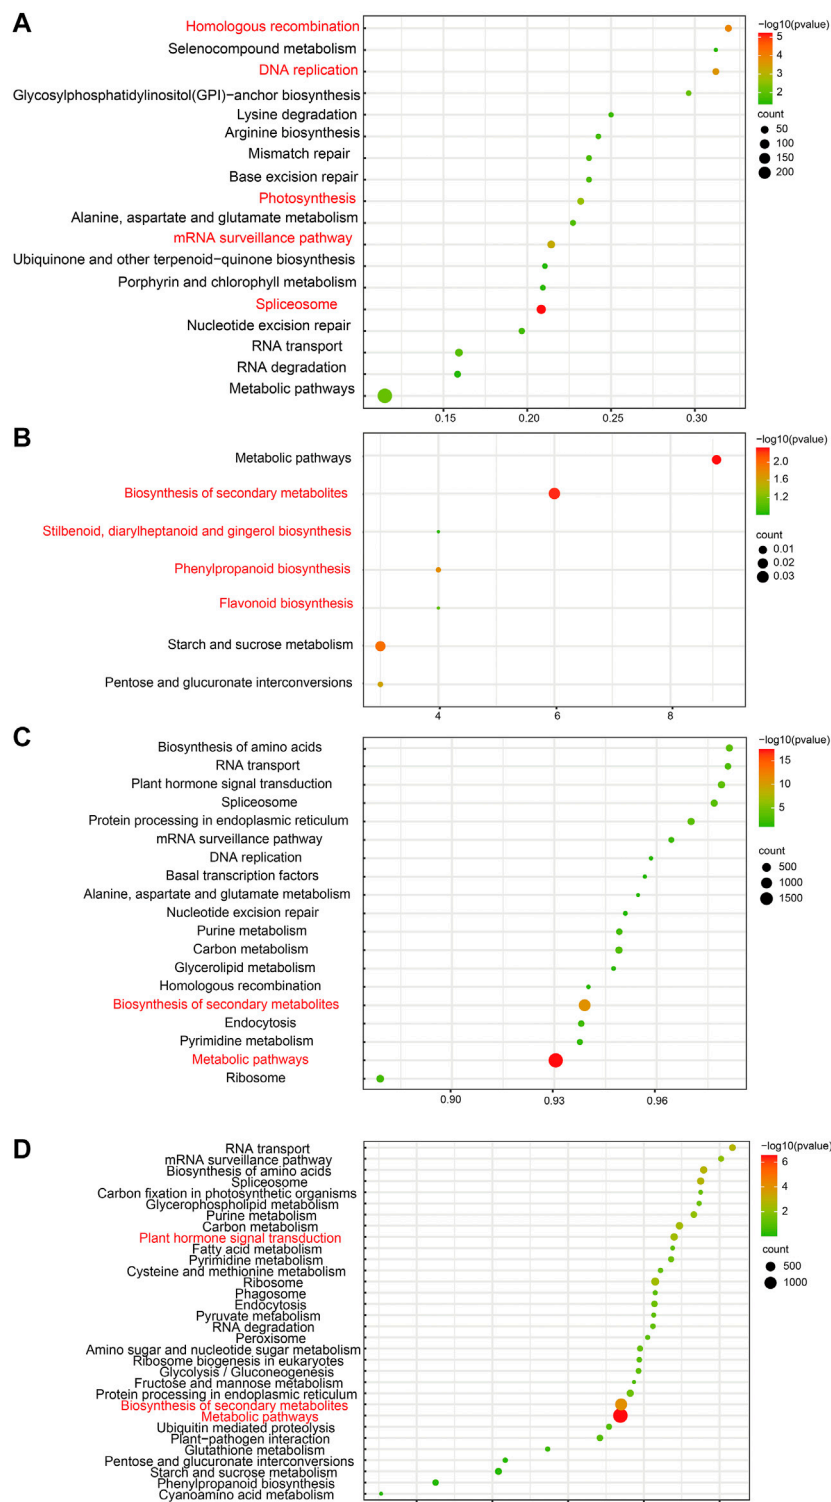 A
Homologous recombination
Selenocompound metabolism
DNA replication
Glycosylphosphatidylinositol(GPI)−anchor biosynthesis
Lysine degradation
Arginine biosynthesis
Mismatch repair
Base excision repair
Photosynthesis
Alanine, aspartate and glutamate metabolism
mRNA surveillance pathway
Ubiquinone and other terpenoid−quinone biosynthesis
Porphyrin and chlorophyll metabolism
Spliceosome
Nucleotide excision repair
RNA transport
RNA degradation
Metabolic pathways
0.15 0.20 0.25 0.30
−log10(pvalue)
5
4
3
2
count
50
100
150
200
B
Metabolic pathways
Biosynthesis of secondary metabolites
Stilbenoid, diarylheptanoid and gingerol biosynthesis
Phenylpropanoid biosynthesis
Flavonoid biosynthesis
Starch and sucrose metabolism
Pentose and glucuronate interconversions
4 6 8
−log10(pvalue)
2.0
1.6
1.2
count
0.01
0.02
0.03
C
Biosynthesis of amino acids
RNA transport
Plant hormone signal transduction
Spliceosome
Protein processing in endoplasmic reticulum
mRNA surveillance pathway
DNA replication
Basal transcription factors
Alanine, aspartate and glutamate metabolism
Nucleotide excision repair
Purine metabolism
Carbon metabolism
Glycerolipid metabolism
Homologous recombination
Biosynthesis of secondary metabolites
Endocytosis
Pyrimidine metabolism
Metabolic pathways
Ribosome
0.90 0.93 0.96
−log10(pvalue)
15
10
5
count
500
1000
1500
D
RNA transport
mRNA surveillance pathway
Biosynthesis of amino acids
Spliceosome
Carbon fixation in photosynthetic organisms
Glycerophospholipid metabolism
Purine metabolism
Carbon metabolism
Plant hormone signal transduction
Fatty acid metabolism
Pyrimidine metabolism
Cysteine and methionine metabolism
Ribosome
Phagosome
Endocytosis
Pyruvate metabolism
RNA degradation
Peroxisome
Amino sugar and nucleotide sugar metabolism
Ribosome biogenesis in eukaryotes
Glycolysis / Gluconeogenesis
Fructose and mannose metabolism
Protein processing in endoplasmic reticulum
Biosynthesis of secondary metabolites
Metabolic pathways
Ubiquitin mediated proteolysis
Plant−pathogen interaction
Glutathione metabolism
Pentose and glucuronate interconversions
Starch and sucrose metabolism
Phenylpropanoid biosynthesis
Cyanoamino acid metabolism
−log10(pvalue)
6
4
2
count
500
1000